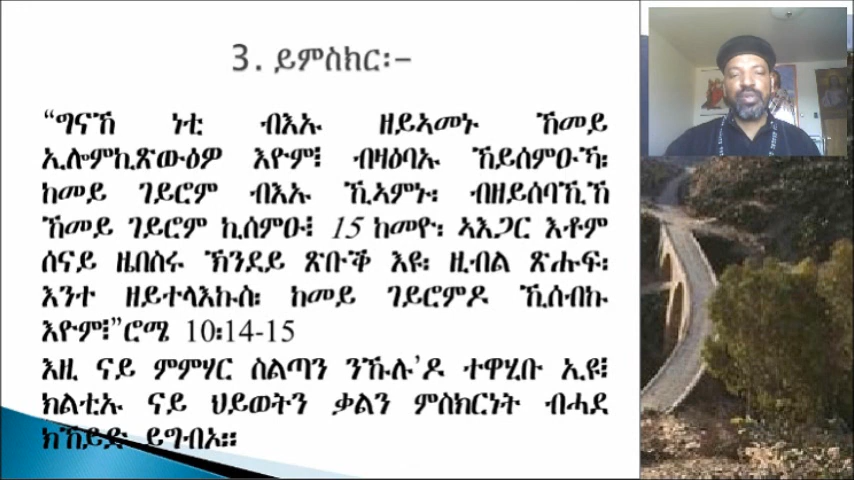 3. ይምስክር፡-
“ግናኸ ነቲ ብእኡ ዘይኣመኑ ኸመይ
ኢሎምኪጽውዕዎ እዮም፧ ብዛዕባኡ ኸይሰምዑኻ፡
ከመይ ገይሮም ብእኡ ኺኣምኑ፡ ብዘይሰባኺኸ
ኸመይ ገይሮም ኪሰምዑ፧ 15 ከመዮ፡ ኣእጋር እቶም
ሰናይ ዜበስሩ ኽንደይ ጽቡቕ እዩ፡ ዚብል ጽሑፍ፡
እንተ ዘይተላእኩስ፡ ከመይ ገይሮምዶ ኺሰብኩ
እዮም፧”ሮሜ 10፡14-15
እዚ ናይ ምምሃር ስልጣን ንኹሉ’ዶ ተዋሂቡ ኢዩ፧
ክልቲኡ ናይ ህይወትን ቃልን ምስክርነት ብሓደ
ክኸይድ ይግብኦ።